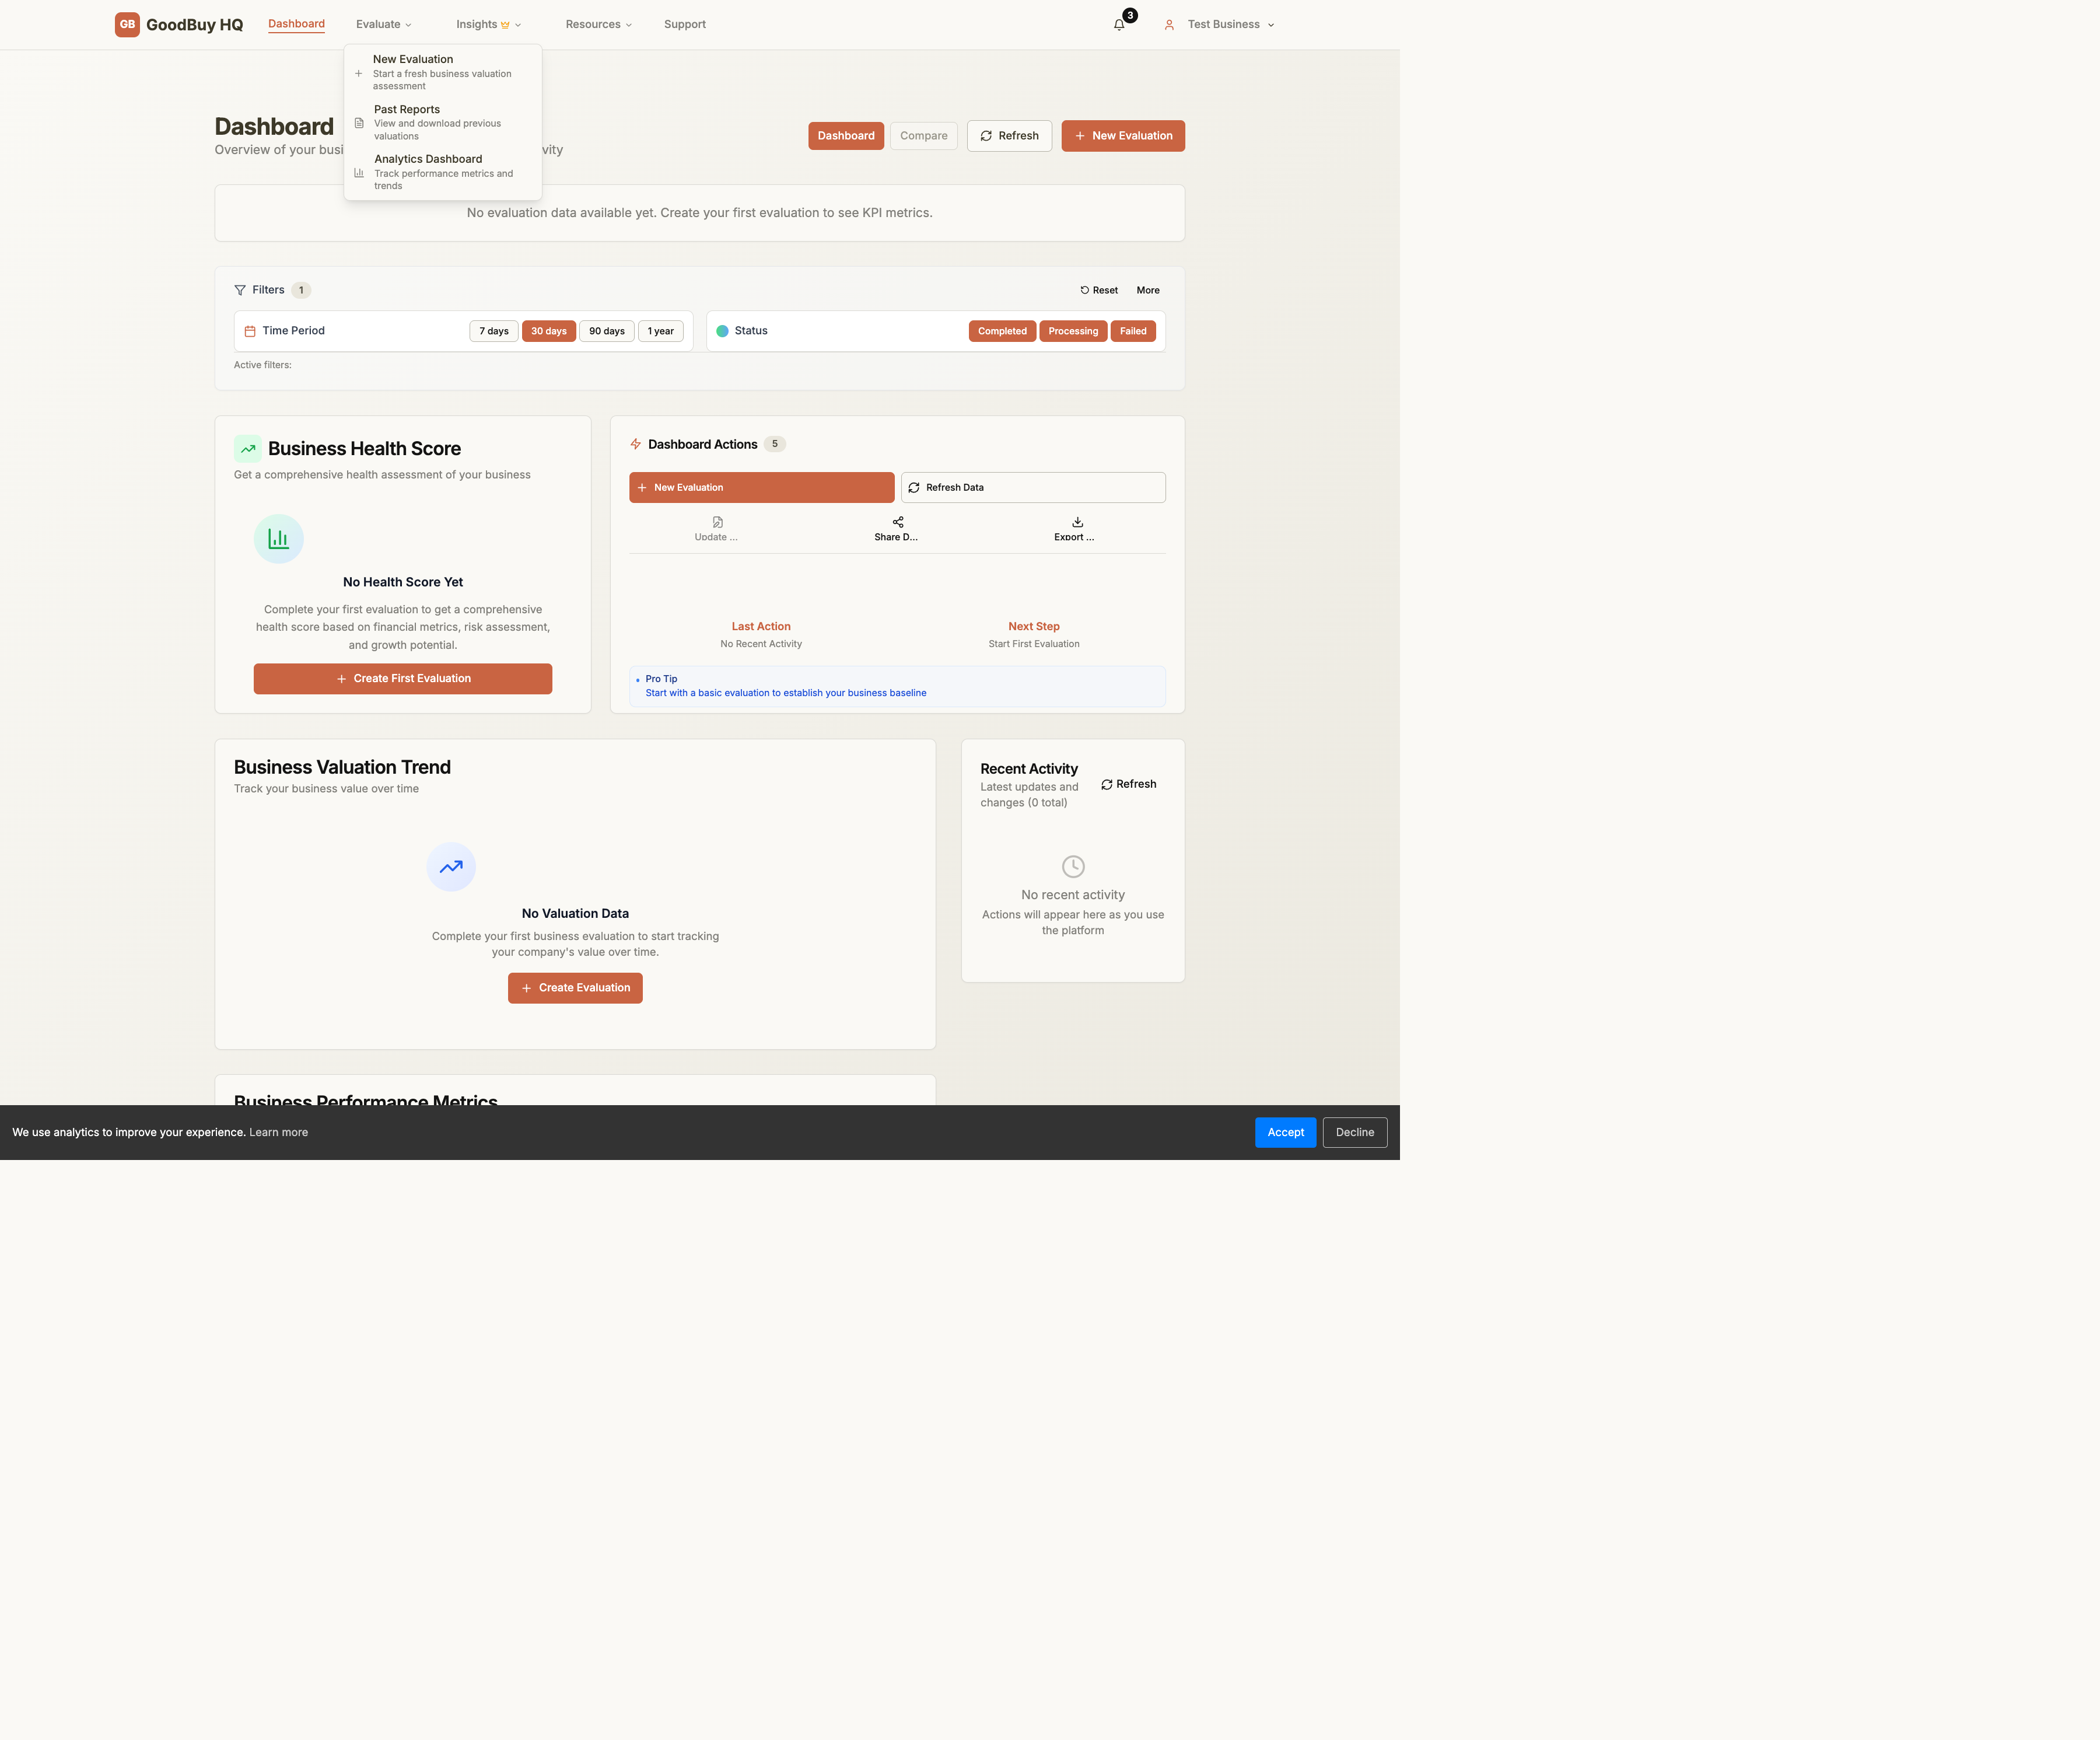 GB GoodBuy HQ Dashboard Evaluate Insights Resources Support 3 Test Business
New Evaluation
Start a fresh business valuation
assessment
Past Reports
View and download previous
valuations
Analytics Dashboard
Track performance metrics and
trends
Dashboard
Overview of your busi vity
Dashboard Compare Refresh New Evaluation
No evaluation data available yet. Create your first evaluation to see KPI metrics.
Filters 1 Reset More
Time Period 7 days 30 days 90 days 1 year Status Completed Processing Failed
Active filters:
Business Health Score
Get a comprehensive health assessment of your business
No Health Score Yet
Complete your first evaluation to get a comprehensive
health score based on financial metrics, risk assessment,
and growth potential.
Create First Evaluation
Dashboard Actions 5
New Evaluation Refresh Data
Update ... Share D... Export ...
Last Action Next Step
No Recent Activity Start First Evaluation
Pro Tip
Start with a basic evaluation to establish your business baseline
Business Valuation Trend
Track your business value over time
No Valuation Data
Complete your first business evaluation to start tracking
your company's value over time.
Create Evaluation
Recent Activity
Latest updates and
changes (0 total)
Refresh
No recent activity
Actions will appear here as you use
the platform
Business Performance Metrics
We use analytics to improve your experience. Learn more Accept Decline